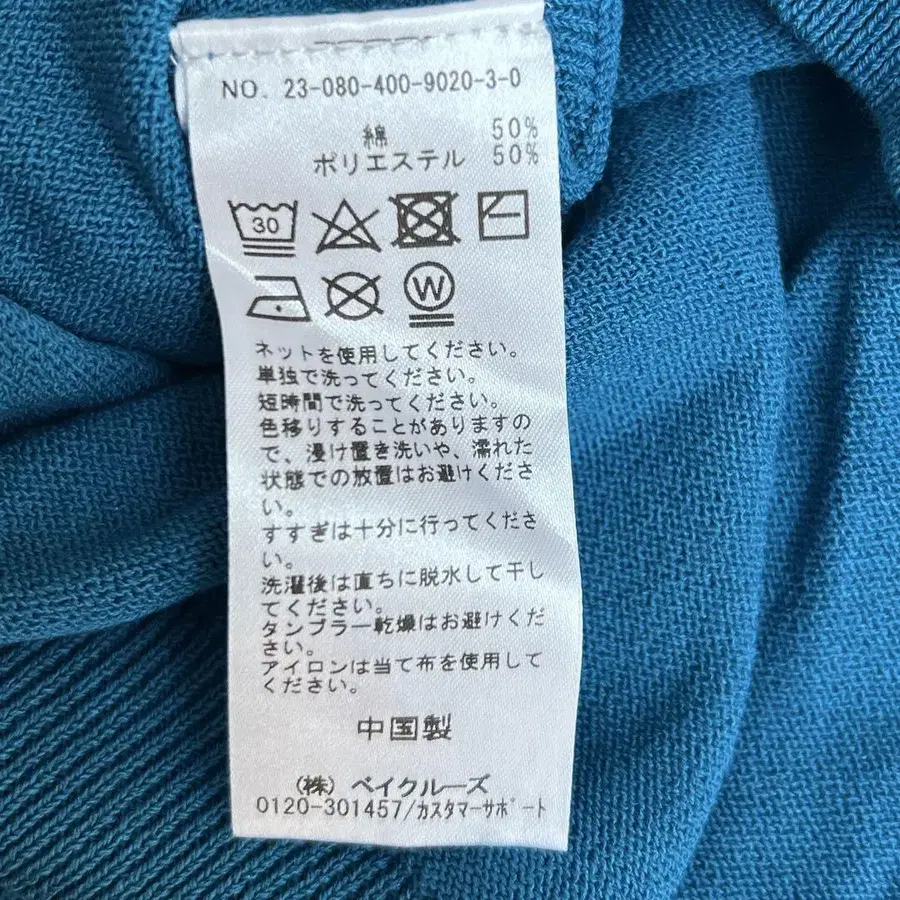 NO. 23-080-400-9020-3-0
綿 50%
ポリエステル 50%
30
W
ネットを使用してください。
単独で洗ってください。
短時間で洗ってください。
色移りすることがありますの
で、浸け置き洗いや、濡れた
状態での放置はお避けくださ
い。
すすぎは十分に行ってくださ
い。
洗濯後は直ちに脱水して干し
てください。
タンブラー乾燥はお避けくだ
さい。
アイロンは当て布を使用して
ください。
中国製
(株) ベイクルーズ
0120-301457/カスタマーサポート